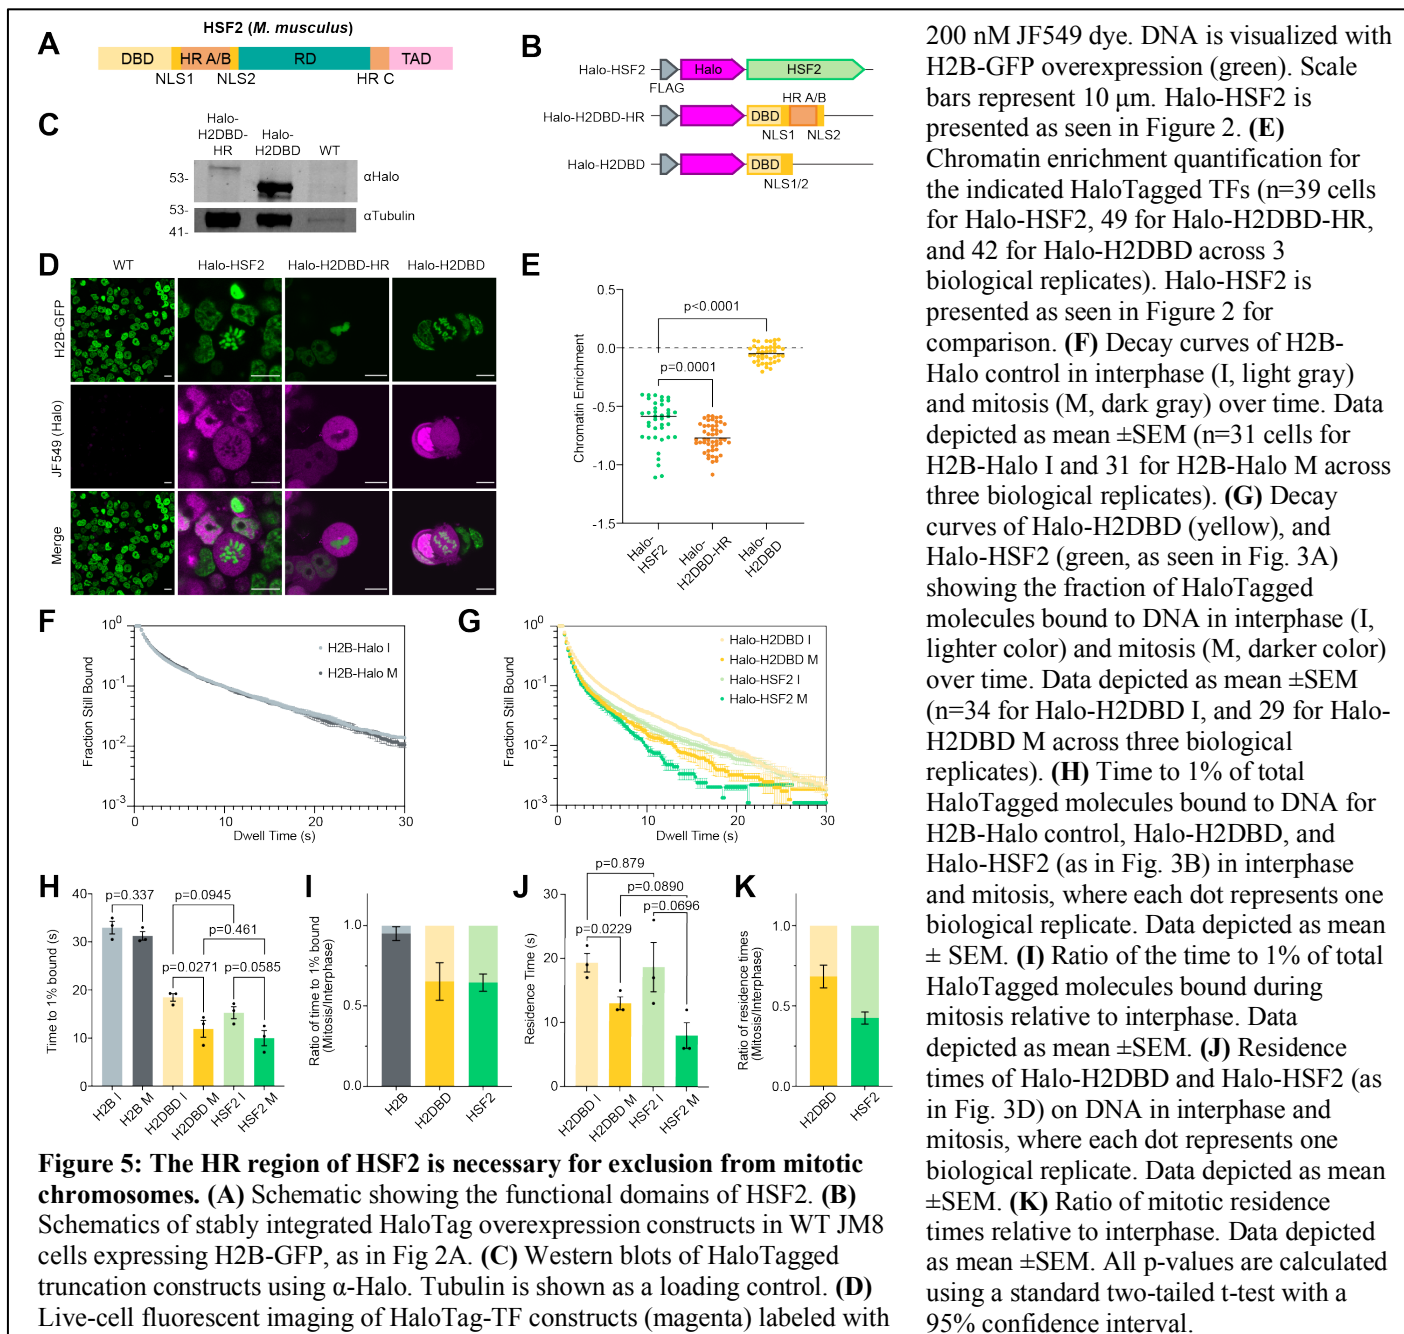 A
HSF2 (M. musculus)
DBD
HR A/B
RD
TAD
NLS1
NLS2
HR C
B
Halo-HSF2
Halo
HSF2
FLAG
HR A/B
Halo-H2DBD-HR
DBD
NLS1
NLS2
Halo-H2DBD
DBD
NLS1/2
C
Halo-
H2DBD-
HR
Halo-
H2DBD
WT
53-
αHalo
53-
41-
αTubulin
D
WT
Halo-HSF2
Halo-H2DBD-HR
Halo-H2DBD
H2B-GFP
JF549 (Halo)
Merge
E
Chromatin Enrichment
0.5
0.0
-0.5
-1.0
-1.5
p<0.0001
p=0.0001
Halo-
HSF2
Halo-
H2DBD-HR
Halo-
H2DBD
F
Fraction Still Bound
10⁰
10⁻¹
10⁻²
10⁻³
0
10
20
30
Dwell Time (s)
H2B-Halo I
H2B-Halo M
G
Fraction Still Bound
10⁰
10⁻¹
10⁻²
10⁻³
0
10
20
30
Dwell Time (s)
Halo-H2DBD I
Halo-H2DBD M
Halo-HSF2 I
Halo-HSF2 M
H
Time to 1% bound (s)
40
30
20
10
0
p=0.337
p=0.0945
p=0.461
p=0.0271
p=0.0585
H2B I
H2B M
H2DBD I
H2DBD M
HSF2 I
HSF2 M
I
Ratio of time to 1% bound
(Mitosis/Interphase)
1.0
0.5
0.0
H2B
H2DBD
HSF2
J
Residence Time (s)
30
20
10
0
p=0.879
p=0.0890
p=0.0696
p=0.0229
H2DBD I
H2DBD M
HSF2 I
HSF2 M
K
Ratio of residence times
(Mitosis/Interphase)
1.0
0.5
0.0
H2DBD
HSF2
Figure 5: The HR region of HSF2 is necessary for exclusion from mitotic
chromosomes. (A) Schematic showing the functional domains of HSF2. (B)
Schematics of stably integrated HaloTag overexpression constructs in WT JM8
cells expressing H2B-GFP, as in Fig 2A. (C) Western blots of HaloTagged
truncation constructs using α-Halo. Tubulin is shown as a loading control. (D)
Live-cell fluorescent imaging of HaloTag-TF constructs (magenta) labeled with
200 nM JF549 dye. DNA is visualized with
H2B-GFP overexpression (green). Scale
bars represent 10 μm. Halo-HSF2 is
presented as seen in Figure 2. (E)
Chromatin enrichment quantification for
the indicated HaloTagged TFs (n=39 cells
for Halo-HSF2, 49 for Halo-H2DBD-HR,
and 42 for Halo-H2DBD across 3
biological replicates). Halo-HSF2 is
presented as seen in Figure 2 for
comparison. (F) Decay curves of H2B-
Halo control in interphase (I, light gray)
and mitosis (M, dark gray) over time. Data
depicted as mean ±SEM (n=31 cells for
H2B-Halo I and 31 for H2B-Halo M across
three biological replicates). (G) Decay
curves of Halo-H2DBD (yellow), and
Halo-HSF2 (green, as seen in Fig. 3A)
showing the fraction of HaloTagged
molecules bound to DNA in interphase (I,
lighter color) and mitosis (M, darker color)
over time. Data depicted as mean ±SEM
(n=34 for Halo-H2DBD I, and 29 for Halo-
H2DBD M across three biological
replicates). (H) Time to 1% of total
HaloTagged molecules bound to DNA for
H2B-Halo control, Halo-H2DBD, and
Halo-HSF2 (as in Fig. 3B) in interphase
and mitosis, where each dot represents one
biological replicate. Data depicted as mean
± SEM. (I) Ratio of the time to 1% of total
HaloTagged molecules bound during
mitosis relative to interphase. Data
depicted as mean ±SEM. (J) Residence
times of Halo-H2DBD and Halo-HSF2 (as
in Fig. 3D) on DNA in interphase and
mitosis, where each dot represents one
biological replicate. Data depicted as mean
±SEM. (K) Ratio of mitotic residence
times relative to interphase. Data depicted
as mean ±SEM. All p-values are calculated
using a standard two-tailed t-test with a
95% confidence interval.